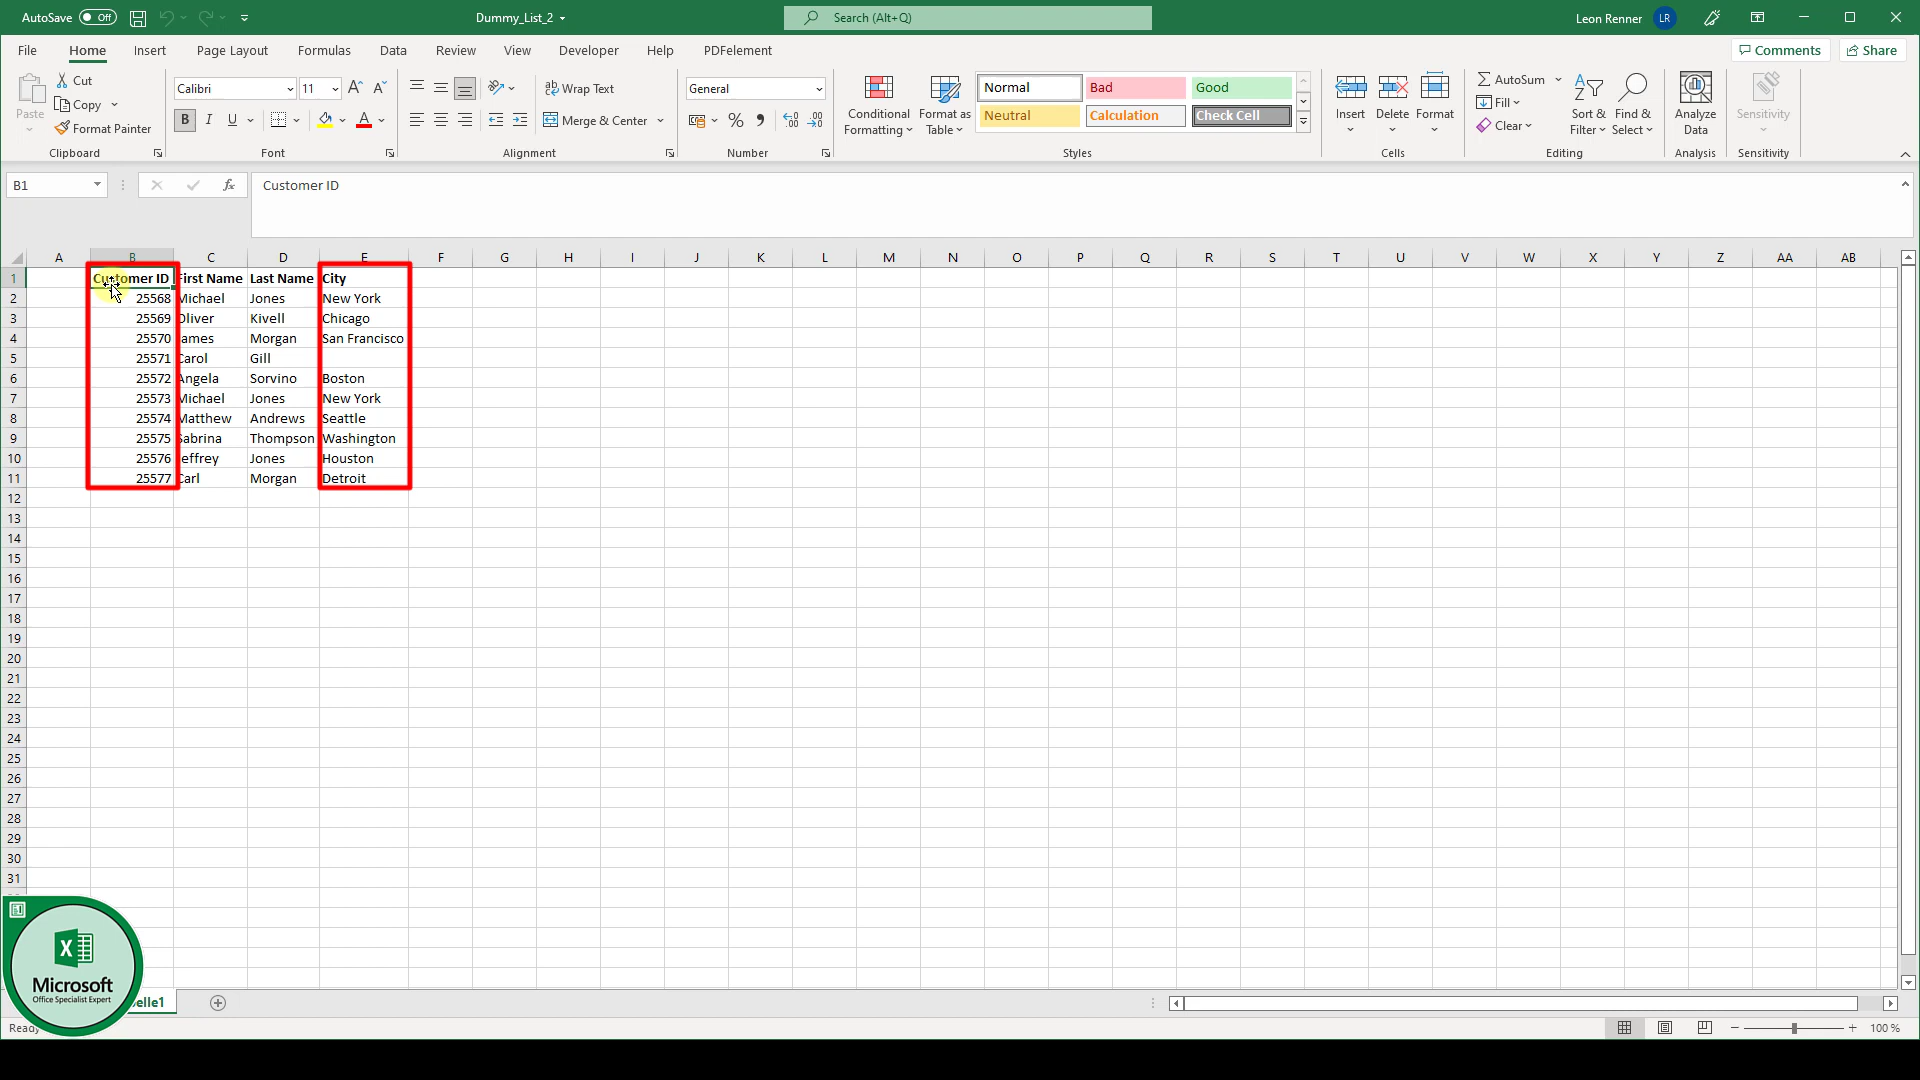 AutoSave Off Dummy_List_2 Search (Alt+Q) Leon Renner LR
File Home Insert Page Layout Formulas Data Review View Developer Help PDFelement Comments Share
Paste
Cut
Copy
Format Painter
Clipboard
Calibri 11
B I U
Font
Wrap Text
Merge & Center
Alignment
General
Number
Conditional Formatting
Format as Table
Normal Bad Good
Neutral Calculation Check Cell
Styles
Insert Delete Format
Cells
AutoSum
Fill
Clear
Sort & Filter
Find & Select
Editing
Analyze Data
Analysis
Sensitivity
Sensitivity
B1 fx Customer ID
A B C D E F G H I J K L M N O P Q R S T U V W X Y Z AA AB
1 Customer ID First Name Last Name City
2 25568 Michael Jones New York
3 25569 Oliver Kivell Chicago
4 25570 James Morgan San Francisco
5 25571 Carol Gill
6 25572 Angela Sorvino Boston
7 25573 Michael Jones New York
8 25574 Matthew Andrews Seattle
9 25575 Sabrina Thompson Washington
10 25576 Jeffrey Jones Houston
11 25577 Carl Morgan Detroit
12
13
14
15
16
17
18
19
20
21
22
23
24
25
26
27
28
29
30
31
X
Microsoft
Office Specialist Expert
elle1
Ready
100 %